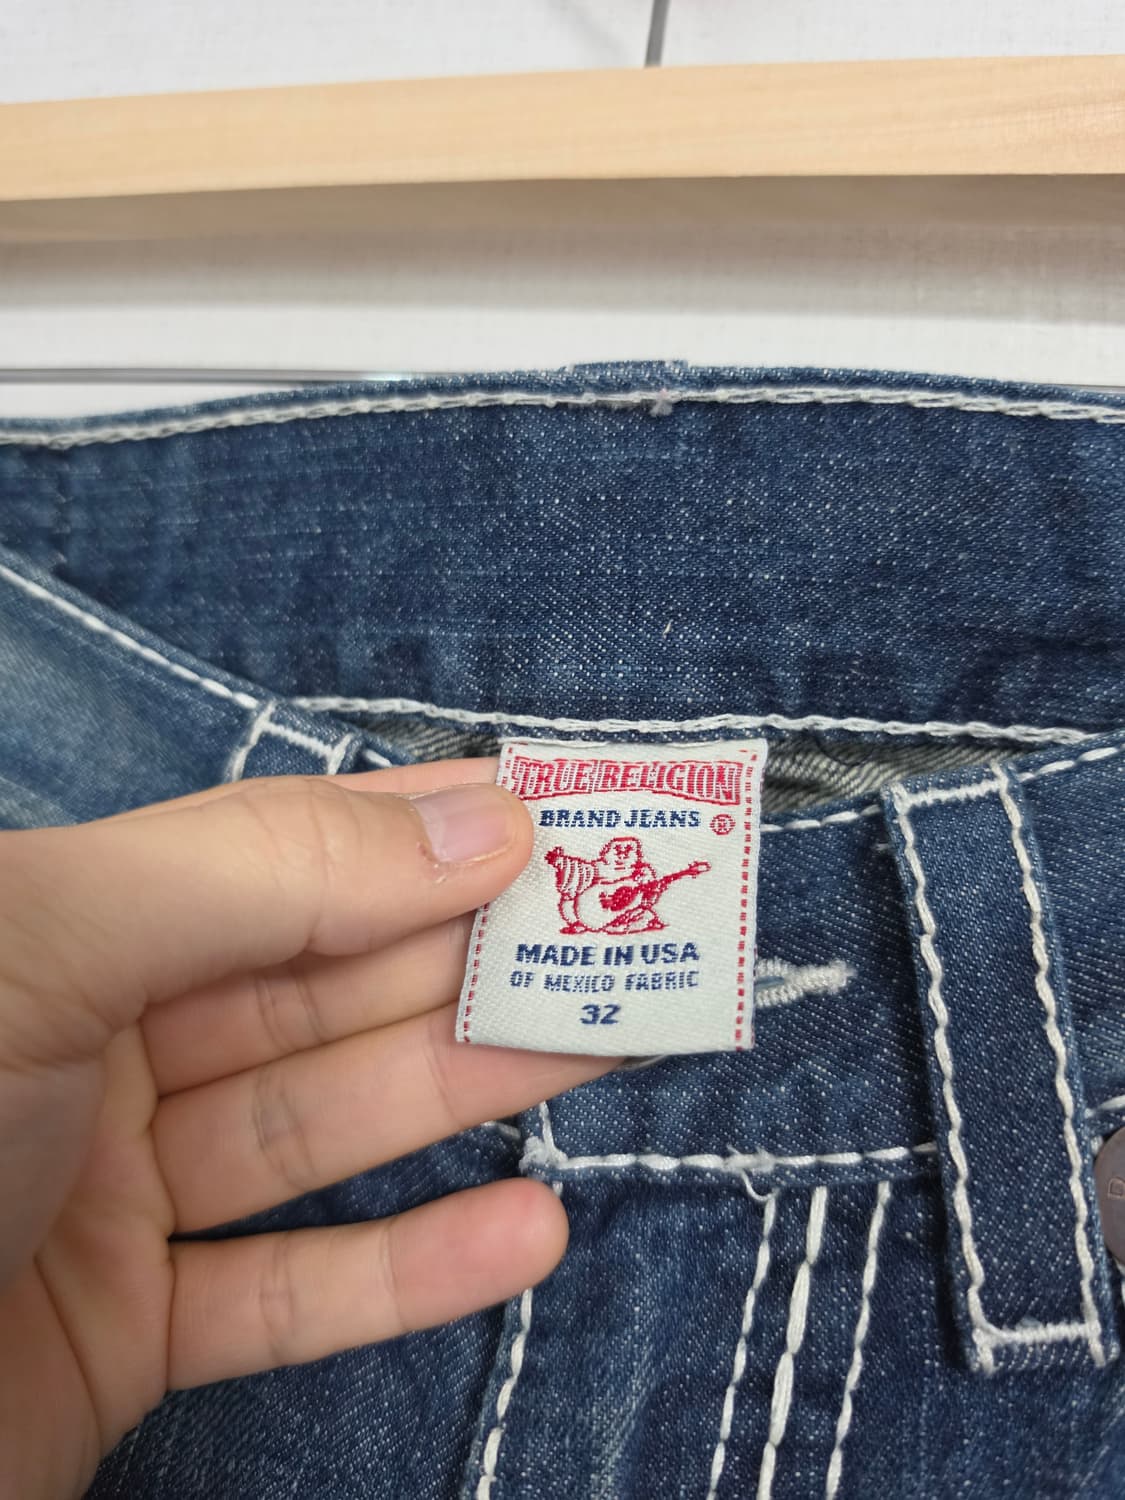 TRUE RELIGION
BRAND JEANS ®
MADE IN USA
OF MEXICO FABRIC
32